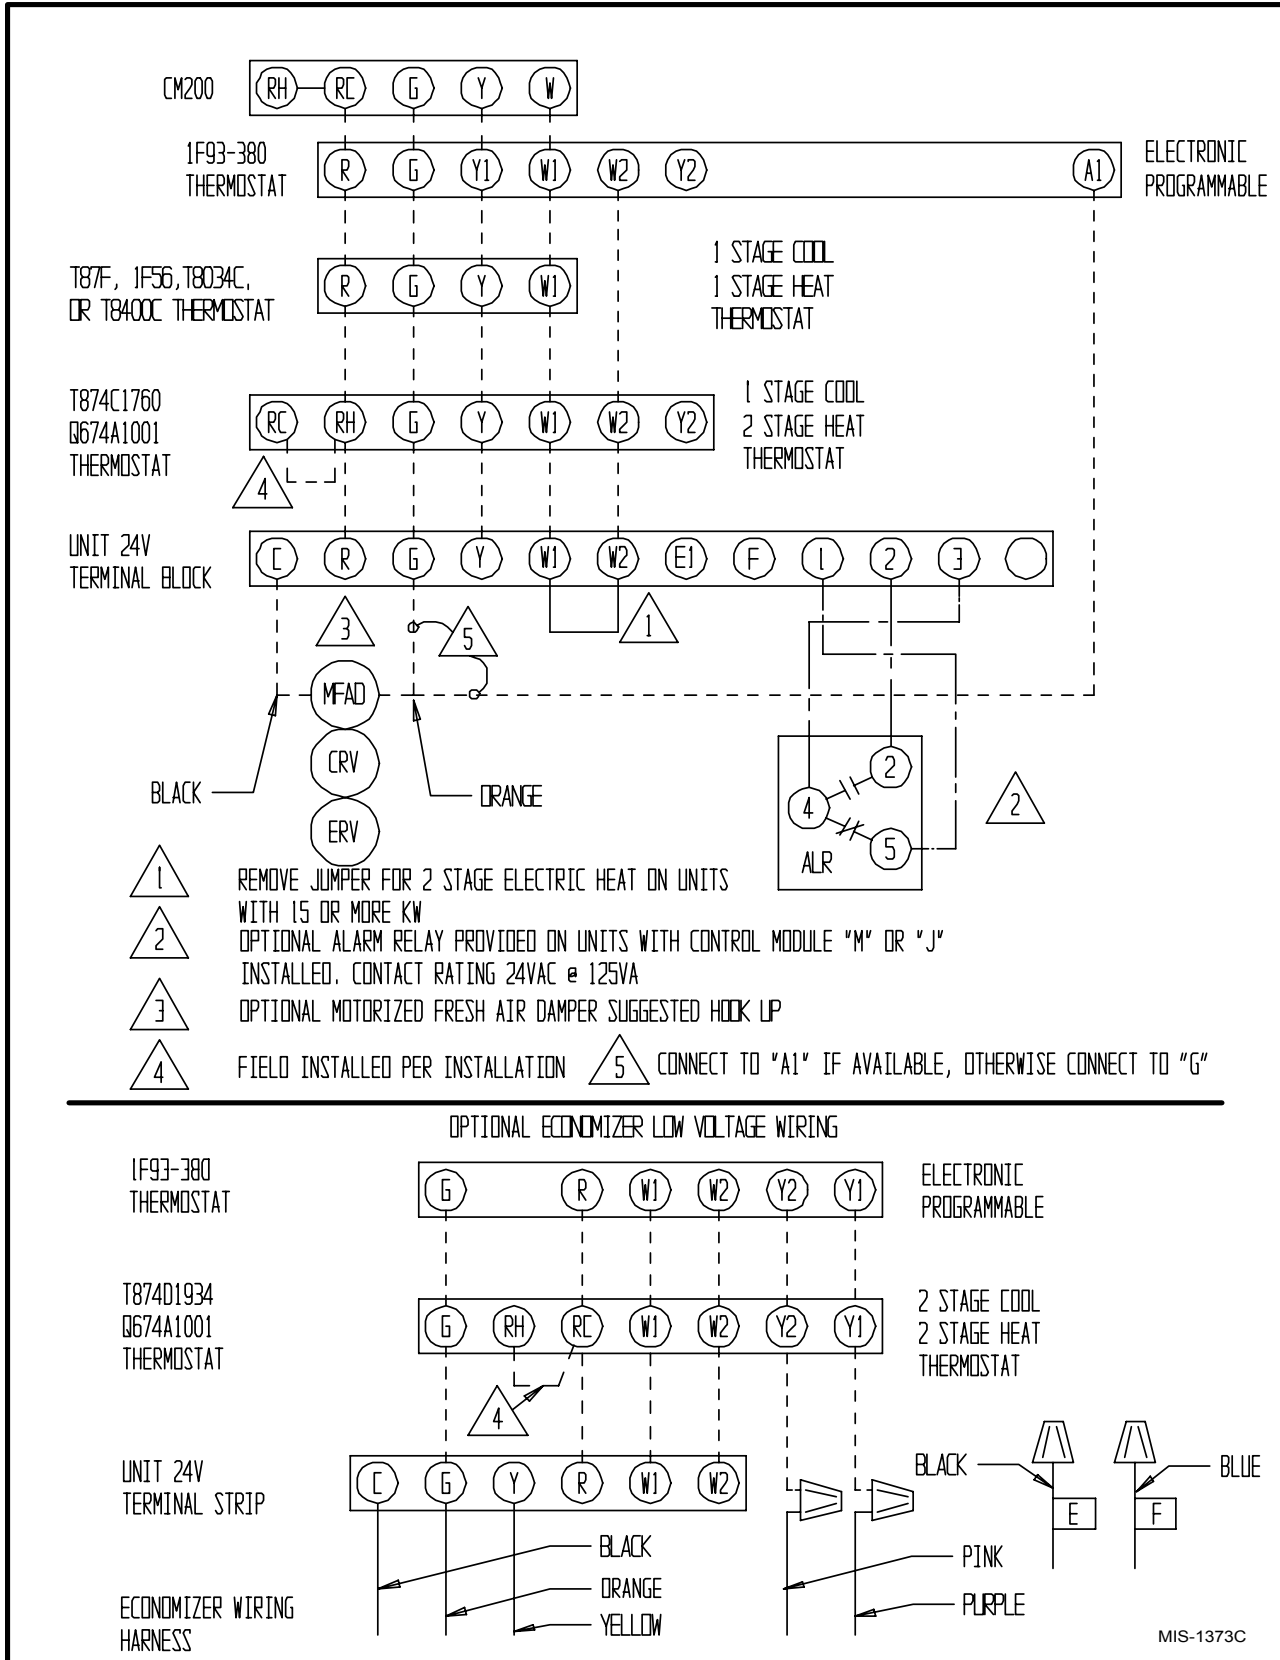 CM200
RH RC G Y W
1F93-380
THERMOSTAT
R G Y1 W1 W2 Y2 A1
ELECTRONIC
PROGRAMMABLE
T87F, 1F56, T8034C,
OR T8400C THERMOSTAT
R G Y W1
1 STAGE COOL
1 STAGE HEAT
THERMOSTAT
T874C1760
Q674A1001
THERMOSTAT
RC RH G Y W1 W2 Y2
1 STAGE COOL
2 STAGE HEAT
THERMOSTAT
4
UNIT 24V
TERMINAL BLOCK
C R G Y W1 W2 E1 F 1 2 3
3
5
1
MFAD
CRV
ERV
BLACK
ORANGE
2
4
5
ALR
2
1 REMOVE JUMPER FOR 2 STAGE ELECTRIC HEAT ON UNITS
WITH 15 OR MORE KW
2 OPTIONAL ALARM RELAY PROVIDED ON UNITS WITH CONTROL MODULE "M" OR "J"
INSTALLED. CONTACT RATING 24VAC @ 125VA
3 OPTIONAL MOTORIZED FRESH AIR DAMPER SUGGESTED HOOK UP
4 FIELD INSTALLED PER INSTALLATION 5 CONNECT TO "A1" IF AVAILABLE, OTHERWISE CONNECT TO "G"
OPTIONAL ECONOMIZER LOW VOLTAGE WIRING
1F93-380
THERMOSTAT
G R W1 W2 Y2 Y1
ELECTRONIC
PROGRAMMABLE
T874D1934
Q674A1001
THERMOSTAT
G RH RC W1 W2 Y2 Y1
2 STAGE COOL
2 STAGE HEAT
THERMOSTAT
4
UNIT 24V
TERMINAL STRIP
C G Y R W1 W2
BLACK
BLUE
E F
BLACK
ORANGE
YELLOW
PINK
PURPLE
ECONOMIZER WIRING
HARNESS
MIS-1373C